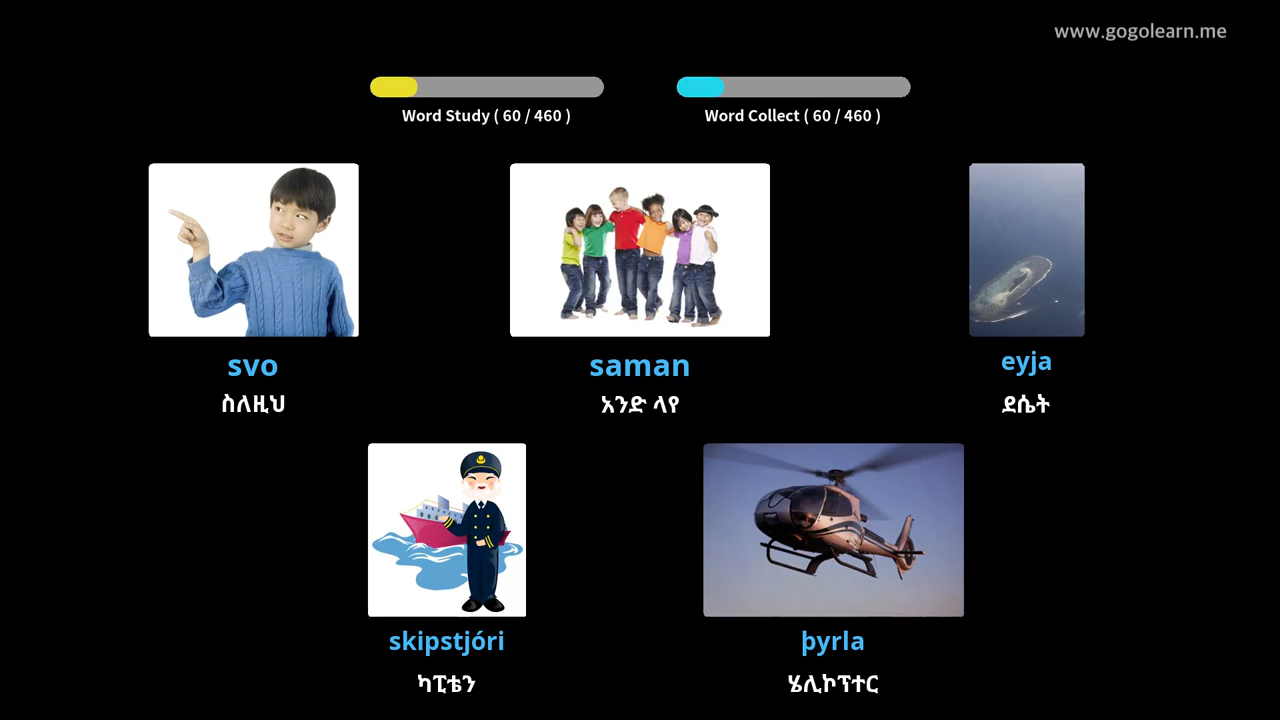 www.gogolearn.me
Word Study ( 60 / 460 )
Word Collect ( 60 / 460 )
svo
saman
eyja
ስለዚህ
አንድ ላየ
ደሴት
skipstjóri
þyrla
ካፒቴን
ሄሊኮፕተር